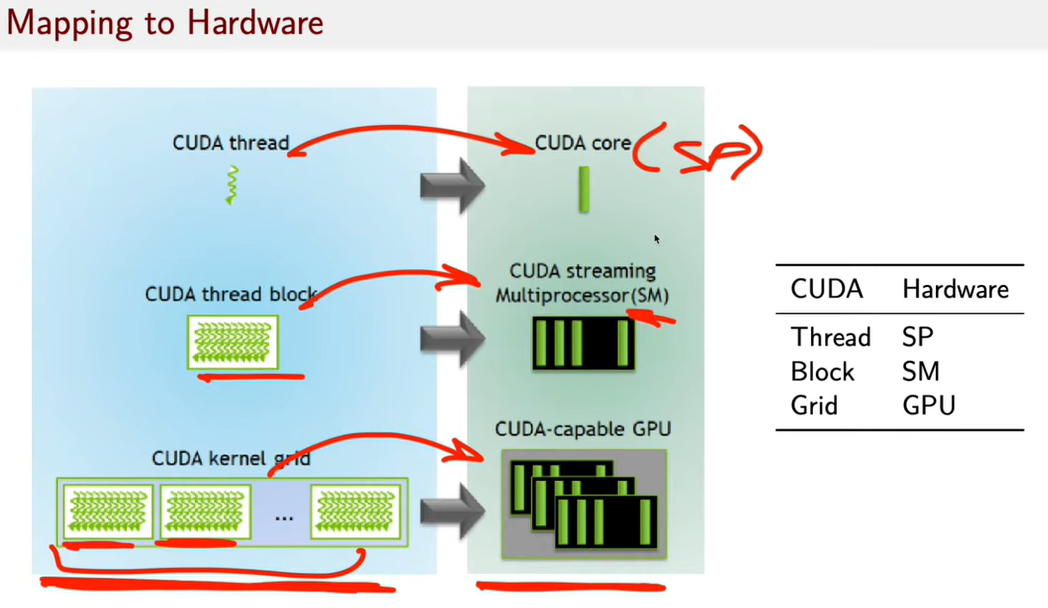 Mapping to Hardware
CUDA thread
CUDA core (SP)
CUDA thread block
CUDA streaming
Multiprocessor(SM)
CUDA kernel grid
...
CUDA-capable GPU
CUDA Hardware
Thread SP
Block SM
Grid GPU